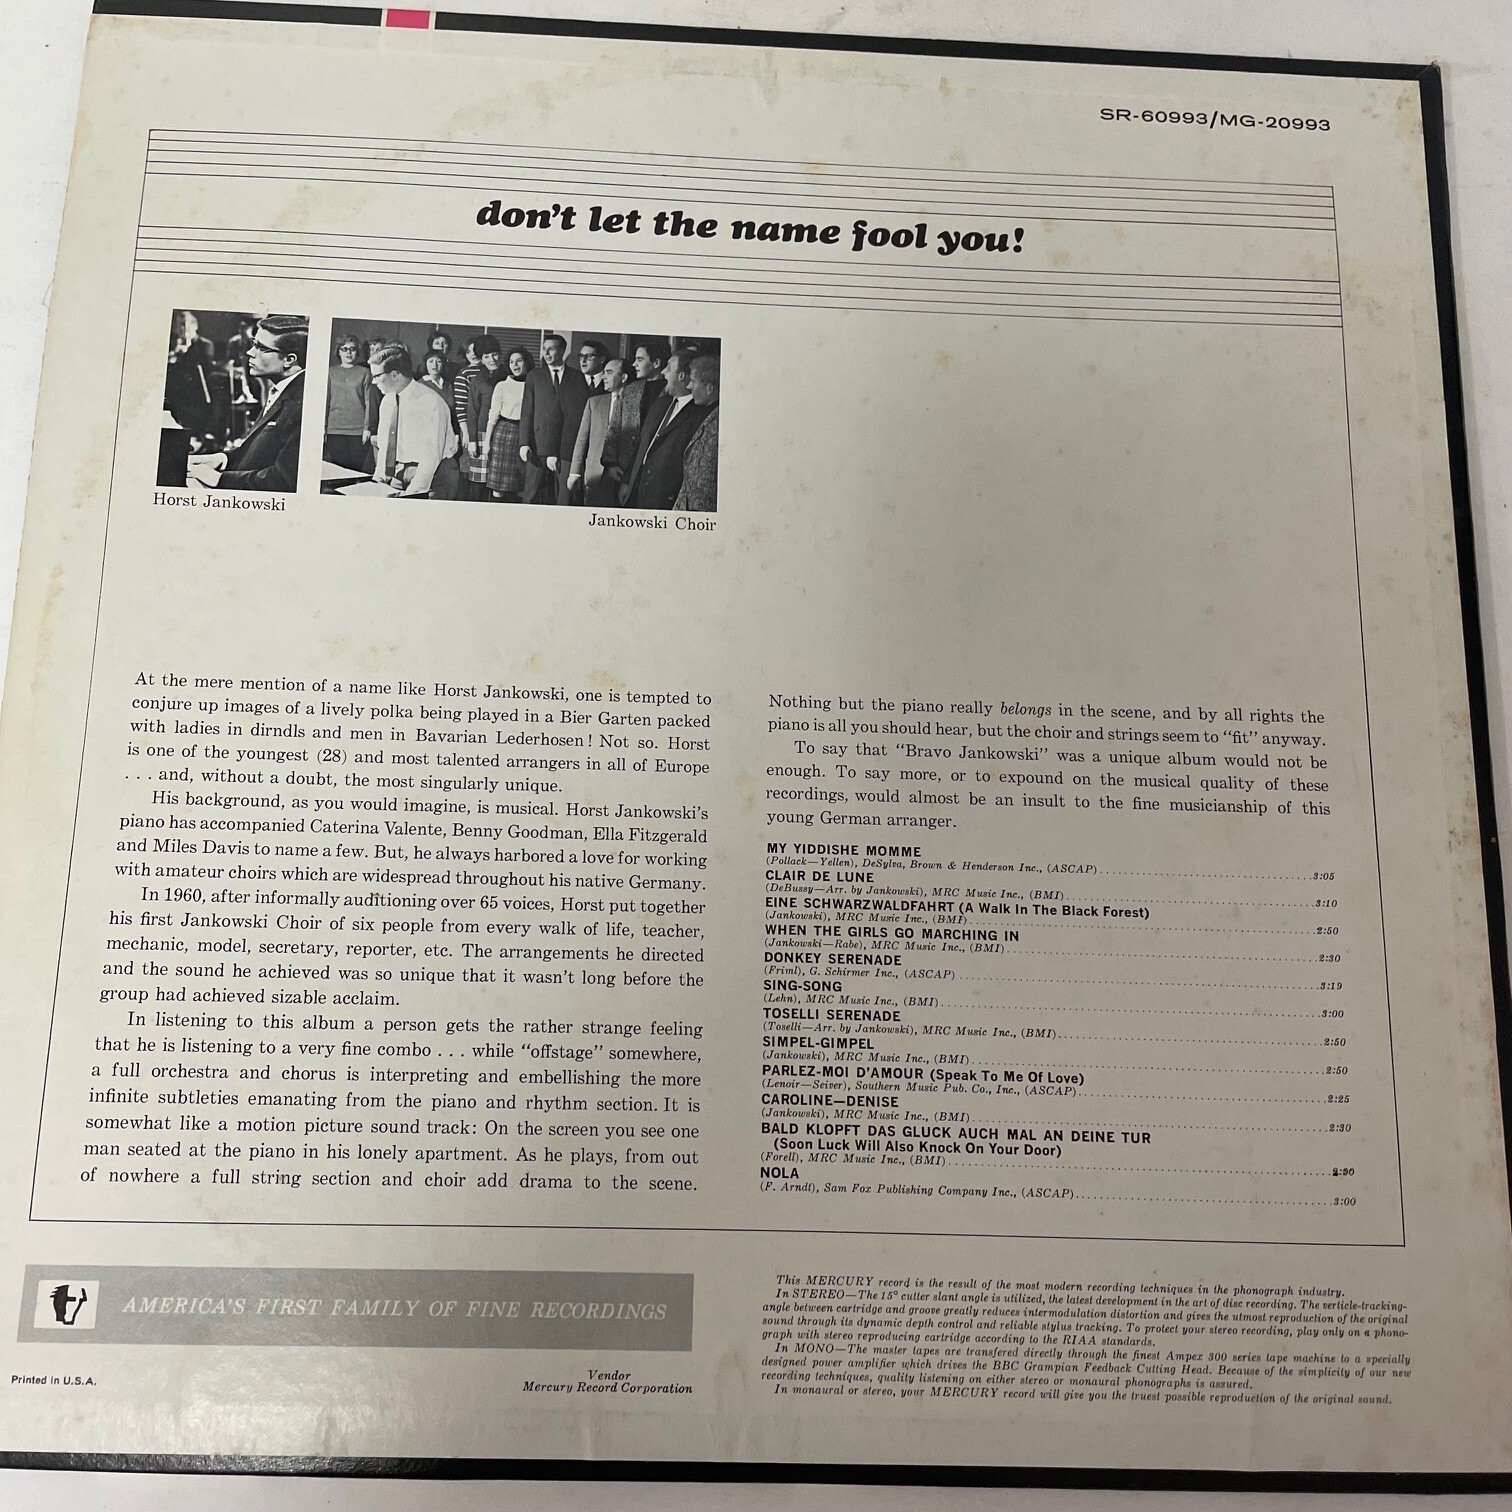 SR-60993/MG-20993
don't let the name fool you!
Horst Jankowski
Jankowski Choir
At the mere mention of a name like Horst Jankowski, one is tempted to
conjure up images of a lively polka being played in a Bier Garten packed
with ladies in dirndls and men in Bavarian Lederhosen! Not so. Horst
is one of the youngest (28) and most talented arrangers in all of Europe
. . . and, without a doubt, the most singularly unique.
His background, as you would imagine, is musical. Horst Jankowski's
piano has accompanied Caterina Valente, Benny Goodman, Ella Fitzgerald
and Miles Davis to name a few. But, he always harbored a love for working
with amateur choirs which are widespread throughout his native Germany.
In 1960, after informally auditioning over 65 voices, Horst put together
his first Jankowski Choir of six people from every walk of life, teacher,
mechanic, model, secretary, reporter, etc. The arrangements he directed
and the sound he achieved was so unique that it wasn't long before the
group had achieved sizable acclaim.
In listening to this album a person gets the rather strange feeling
that he is listening to a very fine combo . . . while "offstage" somewhere,
a full orchestra and chorus is interpreting and embellishing the more
infinite subtleties emanating from the piano and rhythm section. It is
somewhat like a motion picture sound track: On the screen you see one
man seated at the piano in his lonely apartment. As he plays, from out
of nowhere a full string section and choir add drama to the scene.
Nothing but the piano really belongs in the scene, and by all rights the
piano is all you should hear, but the choir and strings seem to "fit" anyway.
To say that "Bravo Jankowski" was a unique album would not be
enough. To say more, or to expound on the musical quality of these
recordings, would almost be an insult to the fine musicianship of this
young German arranger.
MY YIDDISHE MOMME
(Pollack—Yellen), DeSylva, Brown & Henderson Inc., (ASCAP) 3:05
CLAIR DE LUNE
(DeBussy—Arr. by Jankowski), MRC Music Inc., (BMI) 3:10
EINE SCHWARZWALDFAHRT (A Walk In The Black Forest)
(Jankowski), MRC Music Inc., (BMI) 2:50
WHEN THE GIRLS GO MARCHING IN
(Jankowski—Rabe), MRC Music Inc., (BMI) 2:30
DONKEY SERENADE
(Friml), G. Schirmer Inc., (ASCAP) 3:19
SING-SONG
(Lehn), MRC Music Inc., (BMI) 3:00
TOSELLI SERENADE
(Toselli—Arr. by Jankowski), MRC Music Inc., (BMI) 2:50
SIMPEL-GIMPEL
(Jankowski), MRC Music Inc., (BMI) 2:50
PARLEZ-MOI D'AMOUR (Speak To Me Of Love)
(Lenoir—Seiver), Southern Music Pub. Co., Inc., (ASCAP) 2:25
CAROLINE—DENISE
(Jankowski), MRC Music Inc., (BMI) 2:30
BALD KLOPFT DAS GLUCK AUCH MAL AN DEINE TUR
(Soon Luck Will Also Knock On Your Door)
(Forell), MRC Music Inc., (BMI)
NOLA
(F. Arndt), Sam Fox Publishing Company Inc., (ASCAP) 3:00
AMERICA'S FIRST FAMILY OF FINE RECORDINGS
Printed in U.S.A.
Vendor
Mercury Record Corporation
This MERCURY record is the result of the most modern recording techniques in the phonograph industry.
In STEREO—The 15° cutter slant angle is utilized, the latest development in the art of disc recording. The verticle-tracking-
angle between cartridge and groove greatly reduces intermodulation distortion and gives the utmost reproduction of the original
sound through its dynamic depth control and reliable stylus tracking. To protect your stereo recording, play only on a phono-
graph with stereo reproducing cartridge according to the RIAA standards.
In MONO—The master tapes are transfered directly through the finest Ampex 300 series tape machine to a specially
designed power amplifier which drives the BBC Grampian Feedback Cutting Head. Because of the simplicity of our new
recording techniques, quality listening on either stereo or monaural phonographs is assured.
In monaural or stereo, your MERCURY record will give you the truest possible reproduction of the original sound.